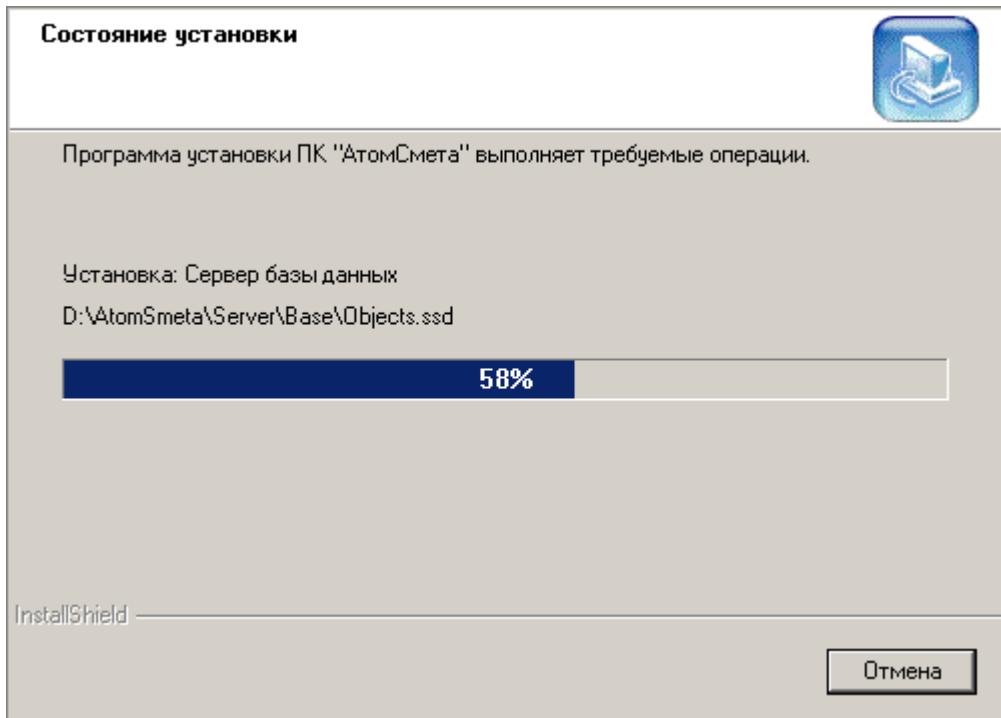 Состояние установки
Программа установки ПК "АтомСмета" выполняет требуемые операции.
Установка: Сервер базы данных
D:\AtomSmeta\Server\Base\Objects.ssd
58%
InstallShield
Отмена